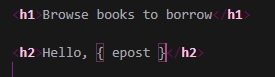 <h1>Browse books to borrow</h1>
<h2>Hello, { epost }</h2>